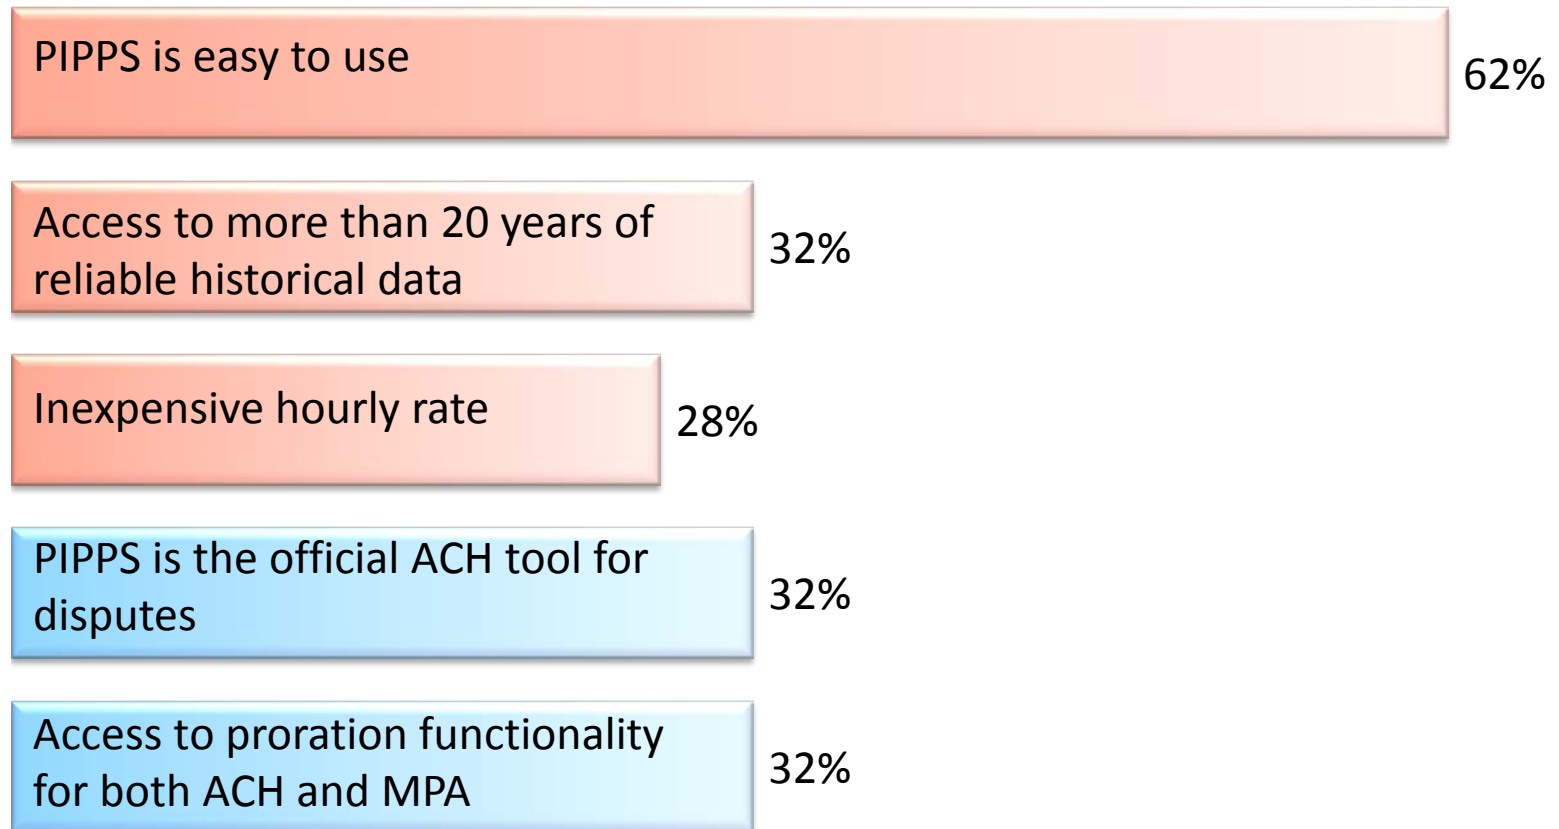 PIPPS is easy to use
62%
Access to more than 20 years of
reliable historical data
32%
Inexpensive hourly rate
28%
PIPPS is the official ACH tool for
disputes
32%
Access to proration functionality
for both ACH and MPA
32%